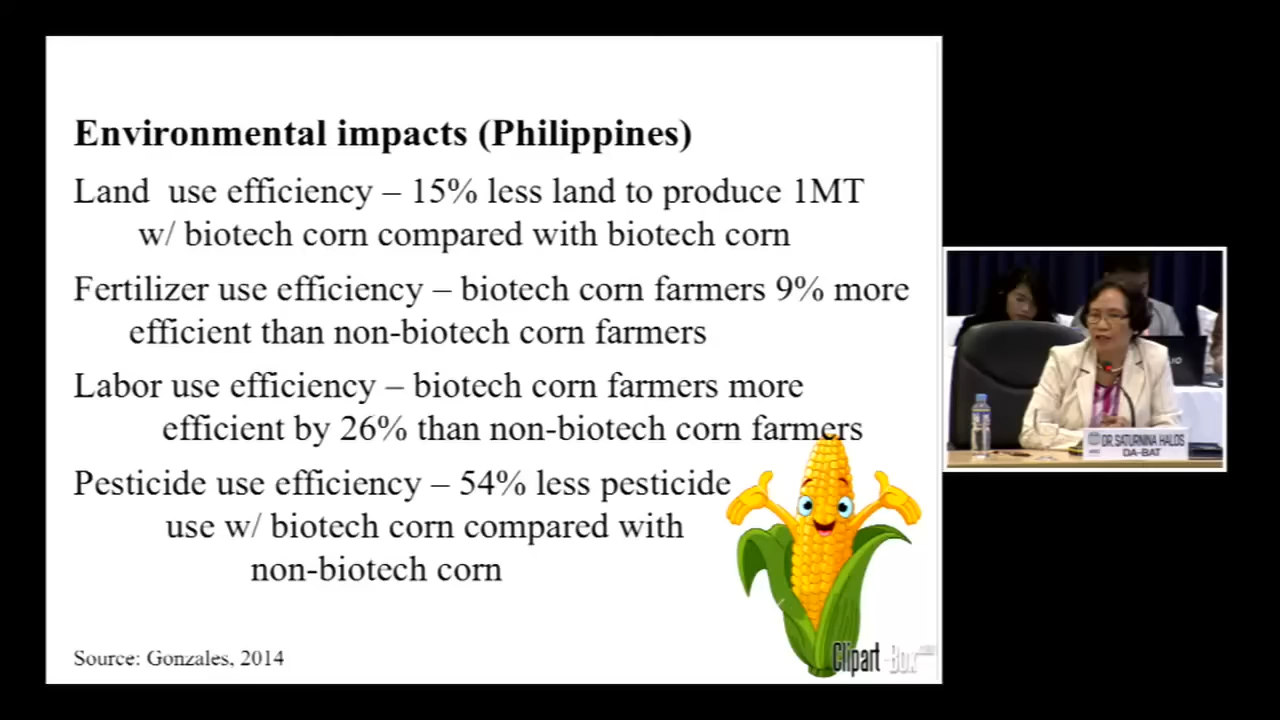 Environmental impacts (Philippines)
Land use efficiency – 15% less land to produce 1MT
w/ biotech corn compared with biotech corn
Fertilizer use efficiency – biotech corn farmers 9% more
efficient than non-biotech corn farmers
Labor use efficiency – biotech corn farmers more
efficient by 26% than non-biotech corn farmers
Pesticide use efficiency – 54% less pesticide
use w/ biotech corn compared with
non-biotech corn
Source: Gonzales, 2014
Clipart-Box
DR. SATURNINA HALOS
DA-BAT